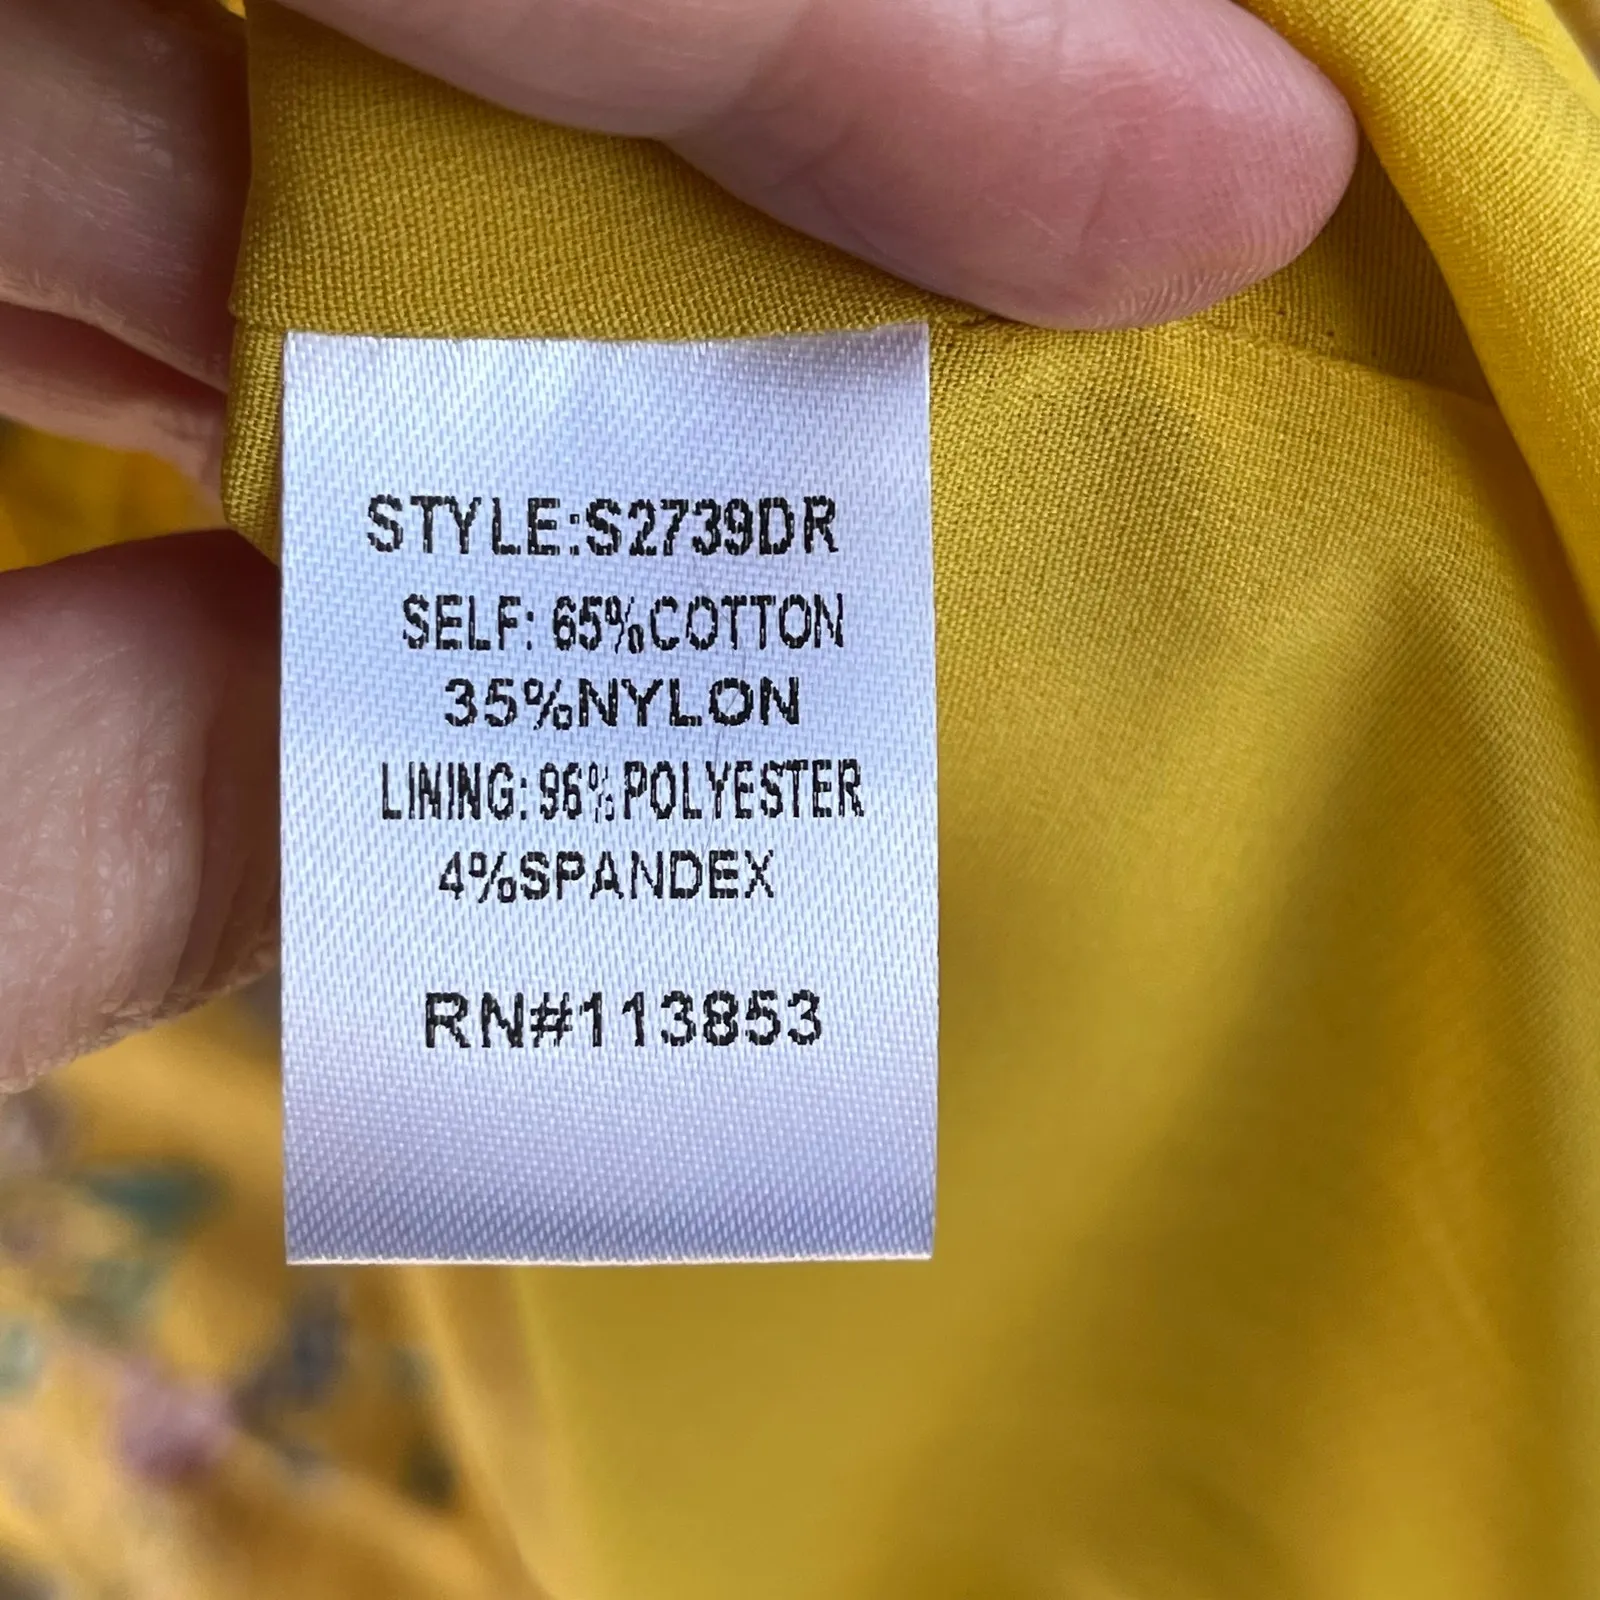 STYLE:S2739DR
SELF: 65%COTTON
35%NYLON
LINING: 96%POLYESTER
4%SPANDEX
RN#113853